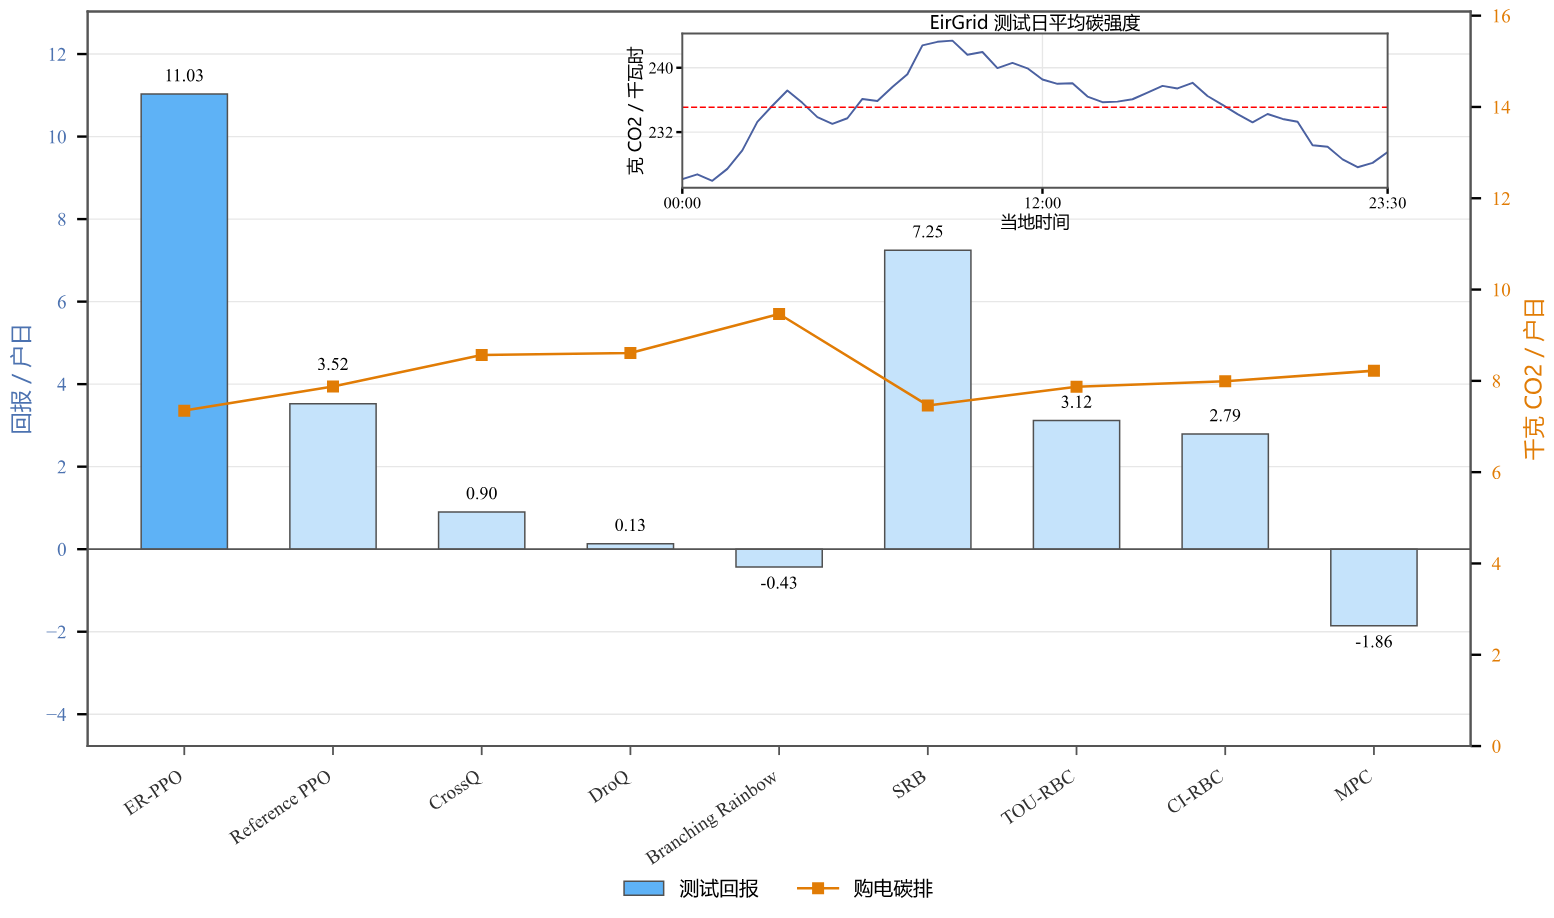 EirGrid 测试日平均碳强度
克 CO2 / 千瓦时
240
232
00:00
12:00
23:30
当地时间
回报 / 户日
12
10
8
6
4
2
0
−2
−4
11.03
3.52
0.90
0.13
-0.43
7.25
3.12
2.79
-1.86
16
14
12
10
8
6
4
2
0
千克 CO2 / 户日
ER-PPO
Reference PPO
CrossQ
DroQ
Branching Rainbow
SRB
TOU-RBC
CI-RBC
MPC
测试回报
购电碳排